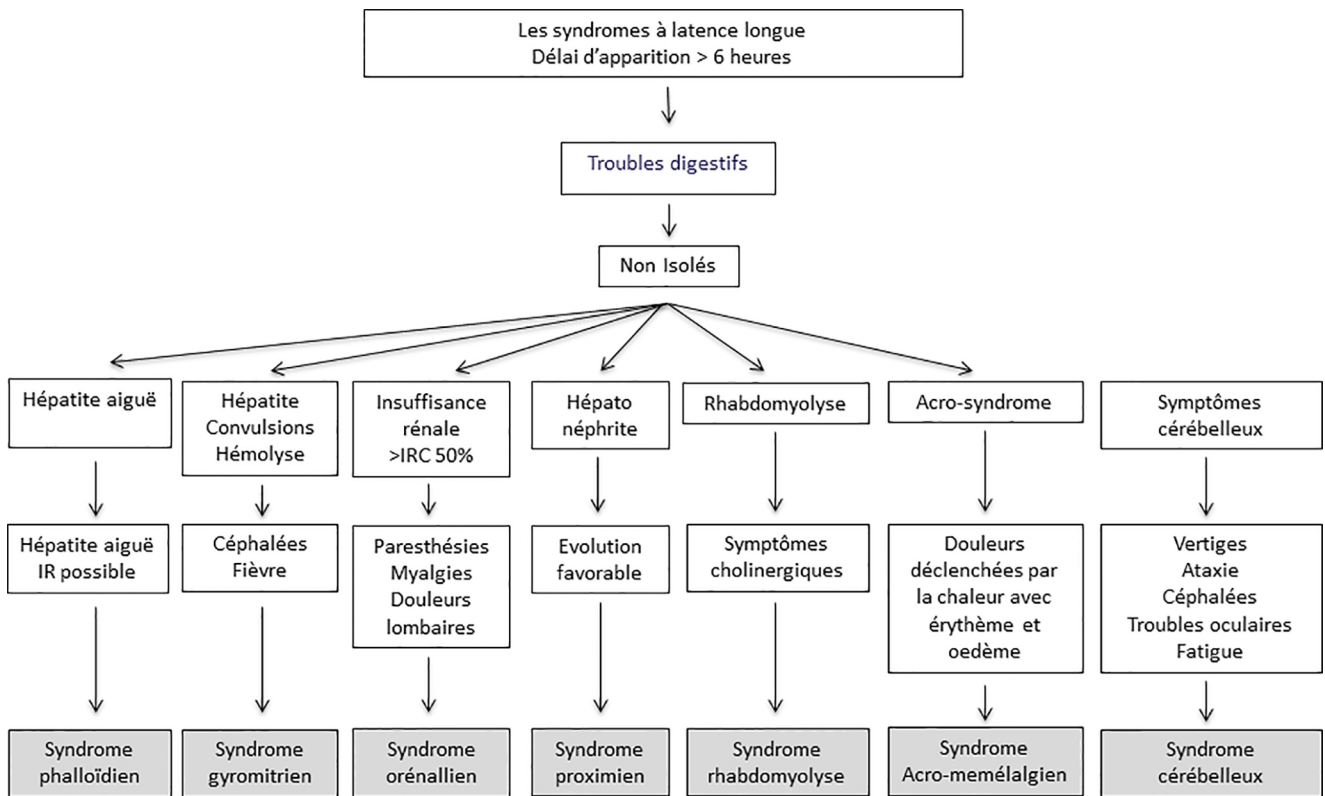 Les syndromes à latence longue
Délai d'apparition > 6 heures
Troubles digestifs
Non Isolés
Hépatite aiguë
Hépatite
Convulsions
Hémolyse
Insuffisance
rénale
>IRC 50%
Hépato
néphrite
Rhabdomyolyse
Acro-syndrome
Symptômes
cérébelleux
Hépatite aiguë
IR possible
Céphalées
Fièvre
Paresthésies
Myalgies
Douleurs
lombaires
Evolution
favorable
Symptômes
cholinergiques
Douleurs
déclenchées par
la chaleur avec
érythème et
oedème
Vertiges
Ataxie
Céphalées
Troubles oculaires
Fatigue
Syndrome
phalloïdien
Syndrome
gyromitrien
Syndrome
orénallien
Syndrome
proximien
Syndrome
rhabdomyolyse
Syndrome
Acro-memélalgien
Syndrome
cérébelleux